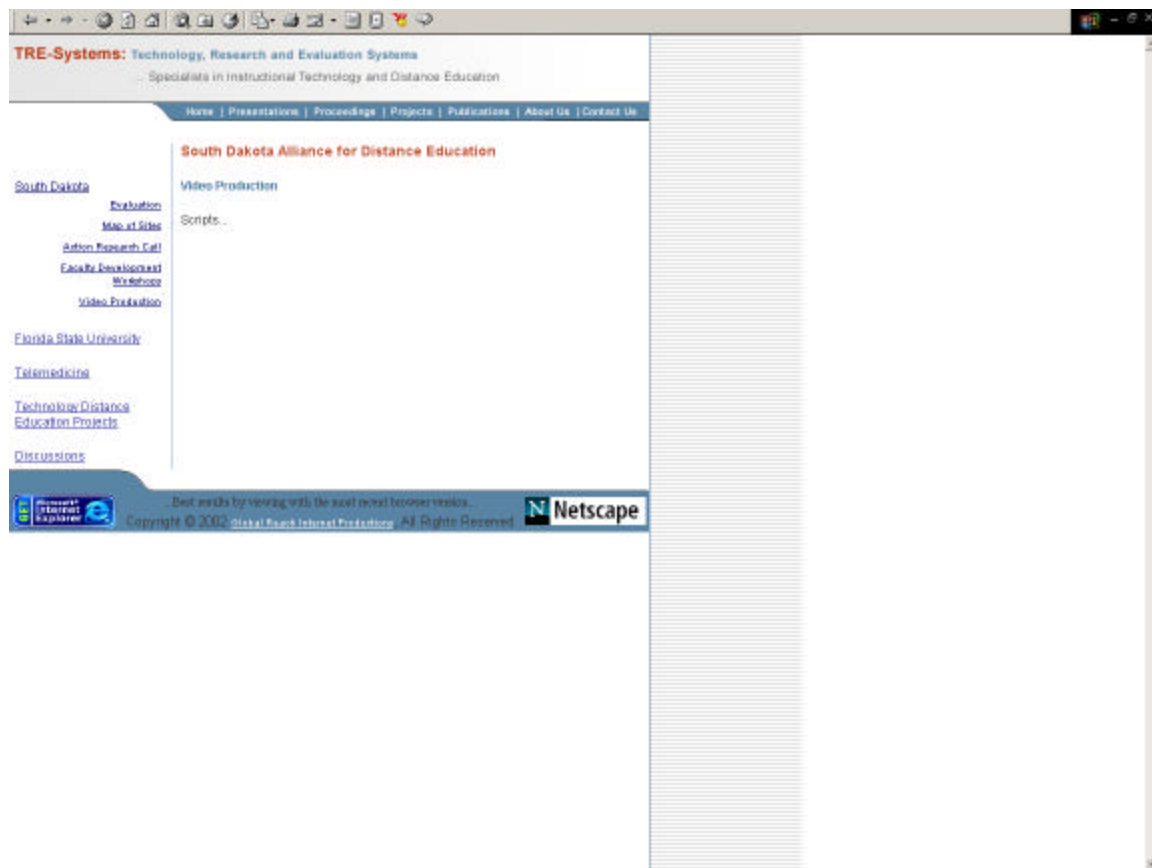 TRE-Systems: Technology, Research and Evaluation Systems
... Specialists in Instructional Technology and Distance Education
Home | Presentations | Proceedings | Projects | Publications | About Us | Contact Us
South Dakota Alliance for Distance Education
South Dakota
Evaluation
Map of Sites
Action Research Call
Faculty Development
Workshops
Video Production
Florida State University
Telemedicine
Technology Distance
Education Projects
Discussions
Video Production
Scripts...
Microsoft
Internet
Explorer
Best results by viewing with the most recent browser version...
Copyright © 2002 Global Reach Internet Productions All Rights Reserved
N Netscape